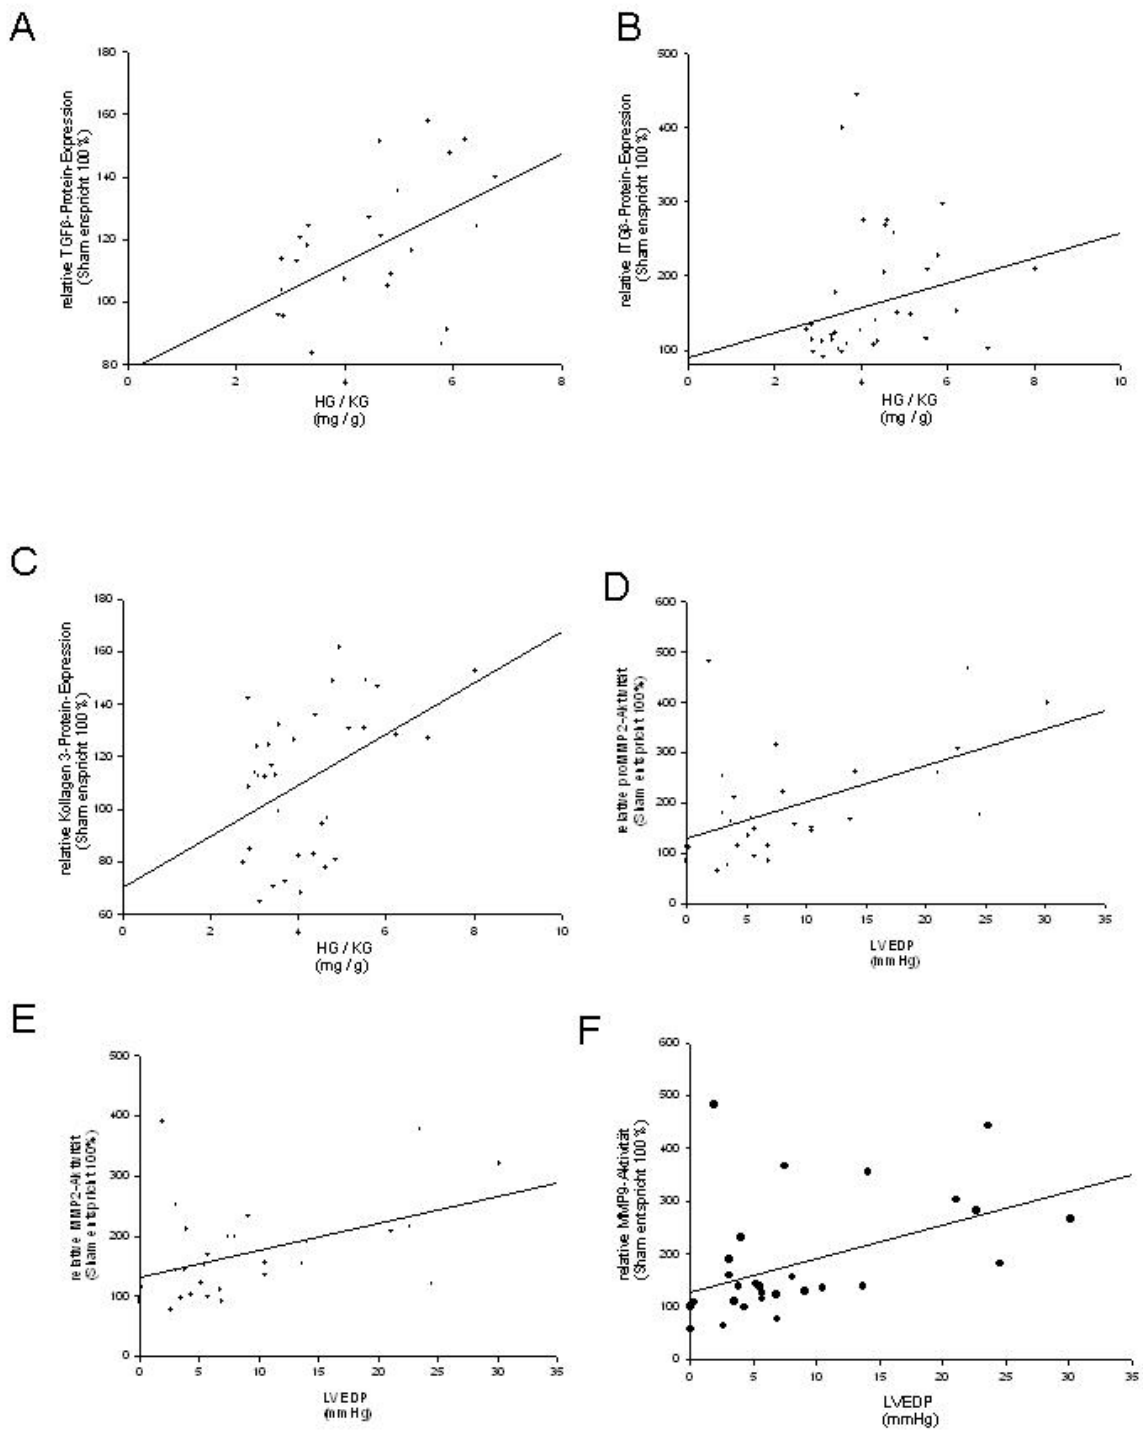 A
180
160
140
120
100
80
0 2 4 6 8
relative TGFβ-Protein-Expression
(Sham enspricht 100%)
HG / KG
(mg / g)
B
500
400
300
200
100
0 2 4 6 8 10
relative ITGβ-Protein-Expression
(Sham enspricht 100%)
HG / KG
(mg / g)
C
180
160
140
120
100
80
60
0 2 4 6 8 10
relative Kollagen 3-Protein-Expression
(Sham enspricht 100%)
HG / KG
(mg / g)
D
600
500
400
300
200
100
0
0 5 10 15 20 25 30 35
relative proMMP2-Aktivität
(Sham entspricht 100%)
LVEDP
(mmHg)
E
500
400
300
200
100
0
0 5 10 15 20 25 30 35
relative MMP2-Aktivität
(Sham entspricht 100%)
LVEDP
(mmHg)
F
600
500
400
300
200
100
0
0 5 10 15 20 25 30 35
relative MMP9-Aktivität
(Sham entspricht 100%)
LVEDP
(mmHg)